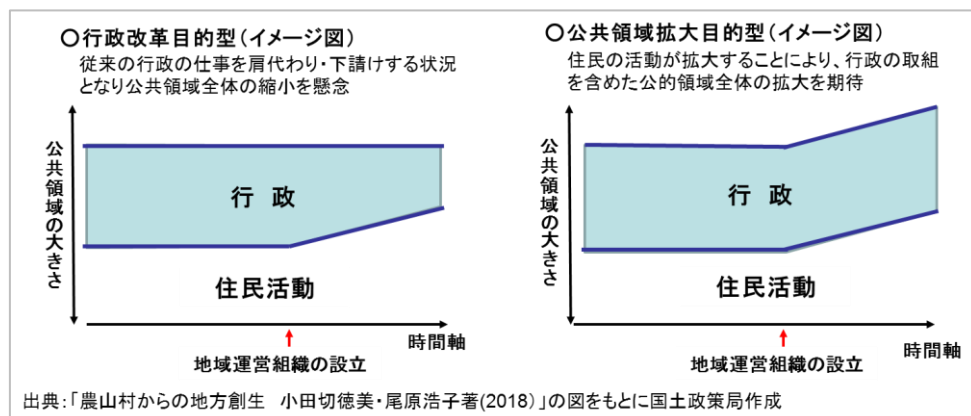 〇行政改革目的型(イメージ図)
従来の行政の仕事を肩代わり・下請けする状況
となり公共領域全体の縮小を懸念
公共領域の大きさ
行 政
住民活動
時間軸
地域運営組織の設立
〇公共領域拡大目的型(イメージ図)
住民の活動が拡大することにより、行政の取組
を含めた公的領域全体の拡大を期待
公共領域の大きさ
行 政
住民活動
時間軸
地域運営組織の設立
出典:「農山村からの地方創生 小田切徳美・尾原浩子著(2018)」の図をもとに国土政策局作成